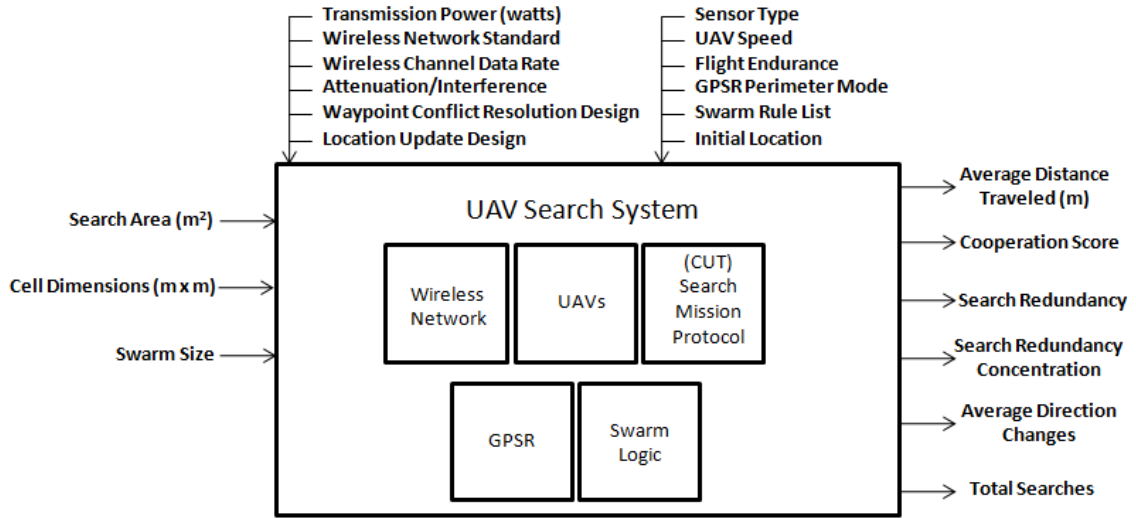 Transmission Power (watts)
Wireless Network Standard
Wireless Channel Data Rate
Attenuation/Interference
Waypoint Conflict Resolution Design
Location Update Design
Sensor Type
UAV Speed
Flight Endurance
GPSR Perimeter Mode
Swarm Rule List
Initial Location
Search Area (m²)
Cell Dimensions (m x m)
Swarm Size
UAV Search System
Wireless
Network
UAVs
(CUT)
Search
Mission
Protocol
GPSR
Swarm
Logic
Average Distance
Traveled (m)
Cooperation Score
Search Redundancy
Search Redundancy
Concentration
Average Direction
Changes
Total Searches